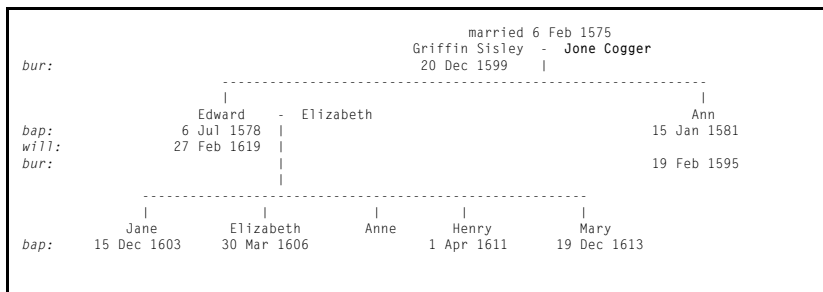 married 6 Feb 1575
Griffin Sisley - Jone Cogger
bur: 20 Dec 1599
Edward - Elizabeth Ann
bap: 6 Jul 1578 15 Jan 1581
will: 27 Feb 1619
bur: 19 Feb 1595
Jane Elizabeth Anne Henry Mary
bap: 15 Dec 1603 30 Mar 1606 1 Apr 1611 19 Dec 1613